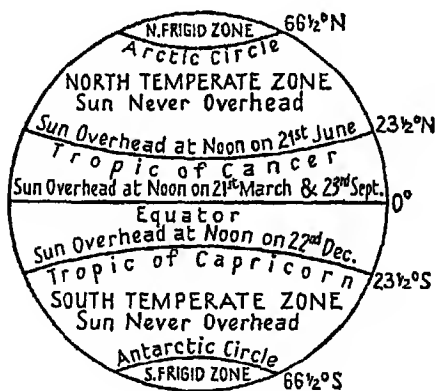 N. FRIGID ZONE
66½°N
Arctic Circle
NORTH TEMPERATE ZONE
Sun Never Overhead
Sun Overhead at Noon on 21st June
23½°N
Tropic of Cancer
Sun Overhead at Noon on 21st March & 23rd Sept.
0°
Equator
Sun Overhead at Noon on 22nd Dec.
Tropic of Capricorn
23½°S
SOUTH TEMPERATE ZONE
Sun Never Overhead
Antarctic Circle
S. FRIGID ZONE
66½°S